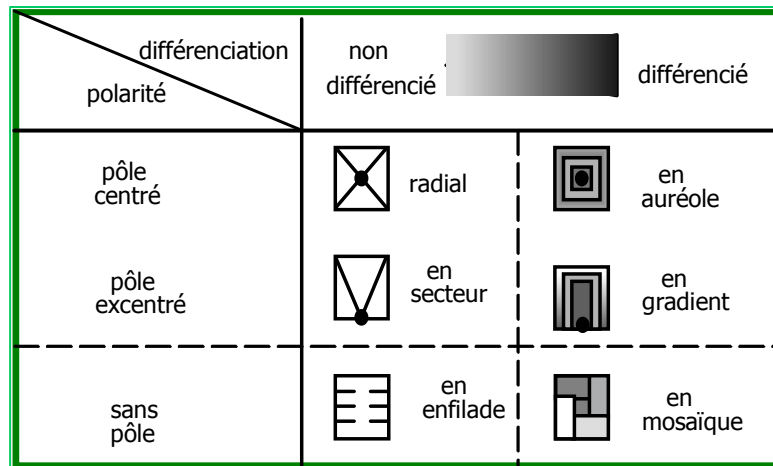 différenciation
polarité
non
différencié
différencié
pôle
centré
radial
en
auréole
pôle
excentré
en
secteur
en
gradient
sans
pôle
en
enfilade
en
mosaïque